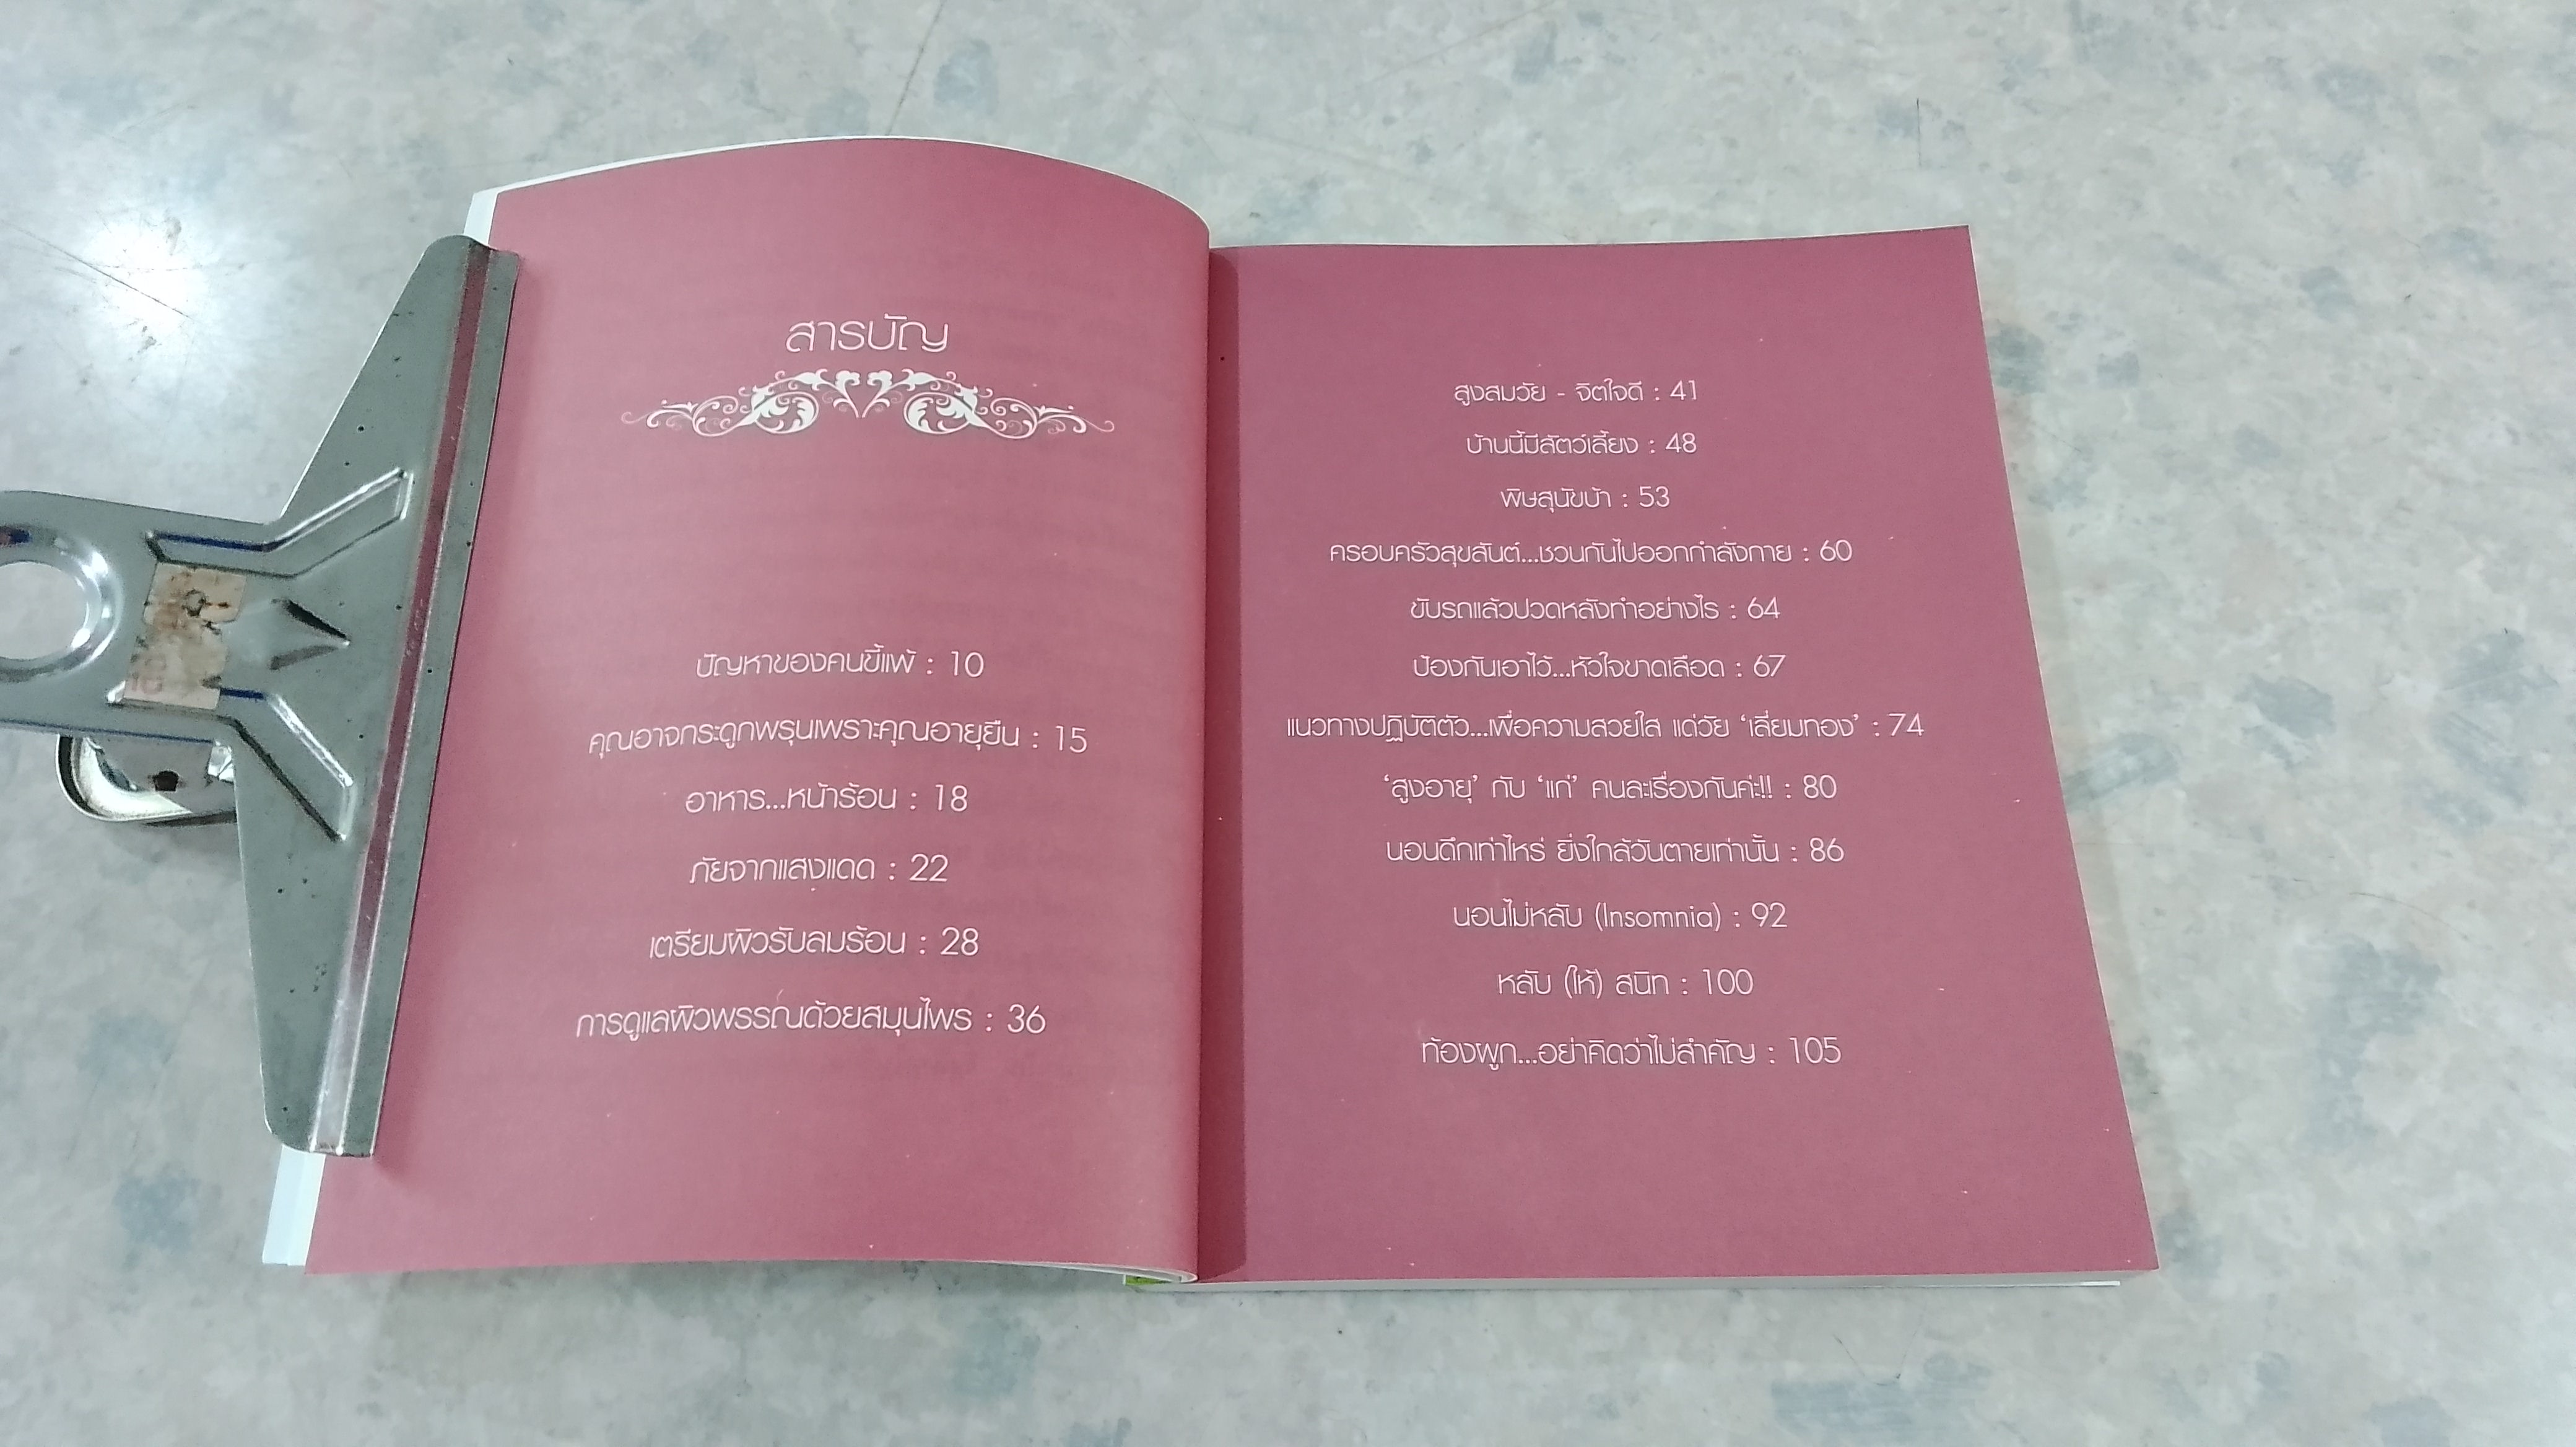 สารบัญ
ปัญหาของคนขี้แพ้ : 10
คุณอาจกระดูกพรุนเพราะคุณอายุยืน : 15
อาหาร...หน้าร้อน : 18
ภัยจากแสงแดด : 22
เตรียมผิวรับลมร้อน : 28
การดูแลผิวพรรณด้วยสมุนไพร : 36
สูงสมวัย - จิตใจดี : 41
บ้านนี้มีสัตว์เลี้ยง : 48
พิษสุนัขบ้า : 53
ครอบครัวสุขสันต์...ชวนกันไปออกกำลังกาย : 60
ขับรถแล้วปวดหลังทำอย่างไร : 64
ป้องกันเอาไว้...หัวใจขาดเลือด : 67
แนวทางปฏิบัติตัว...เพื่อความสวยใส แด่วัย ‘เลี่ยมทอง’ : 74
‘สูงอายุ’ กับ ‘แก่’ คนละเรื่องกันค่ะ!! : 80
นอนดึกเท่าไหร่ ยิ่งใกล้วันตายเท่านั้น : 86
นอนไม่หลับ (Insomnia) : 92
หลับ (ให้) สนิท : 100
ท้องผูก...อย่าคิดว่าไม่สำคัญ : 105